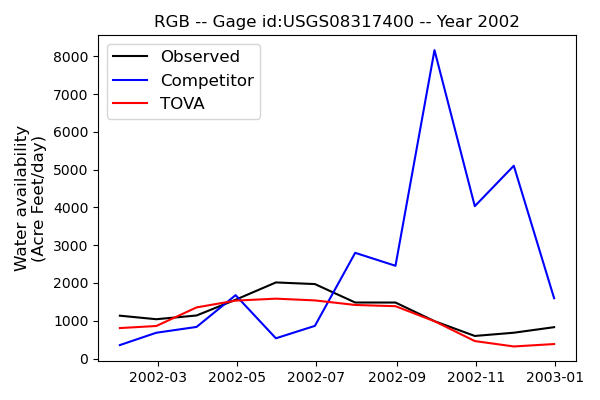 RGB -- Gage id:USGS08317400 -- Year 2002
Observed
Competitor
TOVA
Water availability
(Acre Feet/day)
8000
7000
6000
5000
4000
3000
2000
1000
0
2002-03 2002-05 2002-07 2002-09 2002-11 2003-01